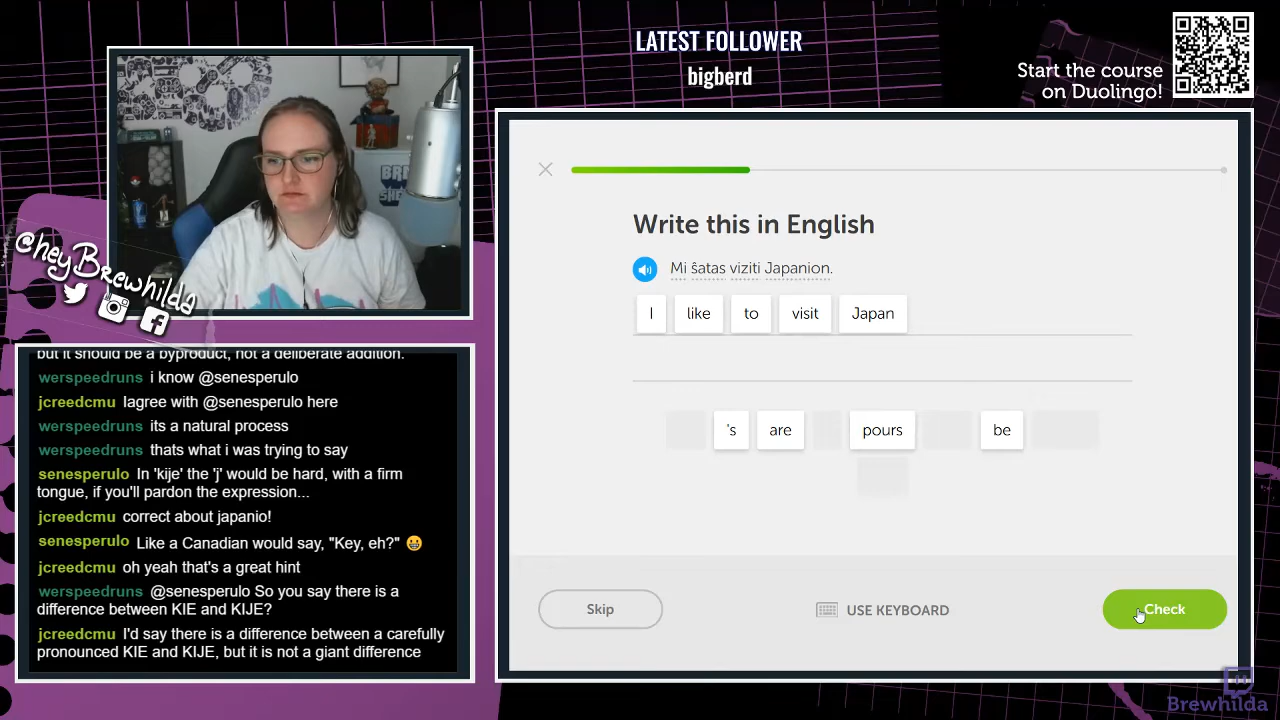 LATEST FOLLOWER
bigberd
Start the course
on Duolingo!
@heyBrewhilda
Write this in English
Mi ŝatas viziti Japanion.
I like to visit Japan
's are pours be
Skip
USE KEYBOARD
Check
but it should be a byproduct, not a deliberate addition.
werspeedruns i know @senesperulo
jcreedcmu Iagree with @senesperulo here
werspeedruns its a natural process
werspeedruns thats what i was trying to say
senesperulo In 'kije' the 'j' would be hard, with a firm
tongue, if you'll pardon the expression...
jcreedcmu correct about japanio!
senesperulo Like a Canadian would say, "Key, eh?" 😀
jcreedcmu oh yeah that's a great hint
werspeedruns @senesperulo So you say there is a
difference between KIE and KIJE?
jcreedcmu I'd say there is a difference between a carefully
pronounced KIE and KIJE, but it is not a giant difference
Brewhilda